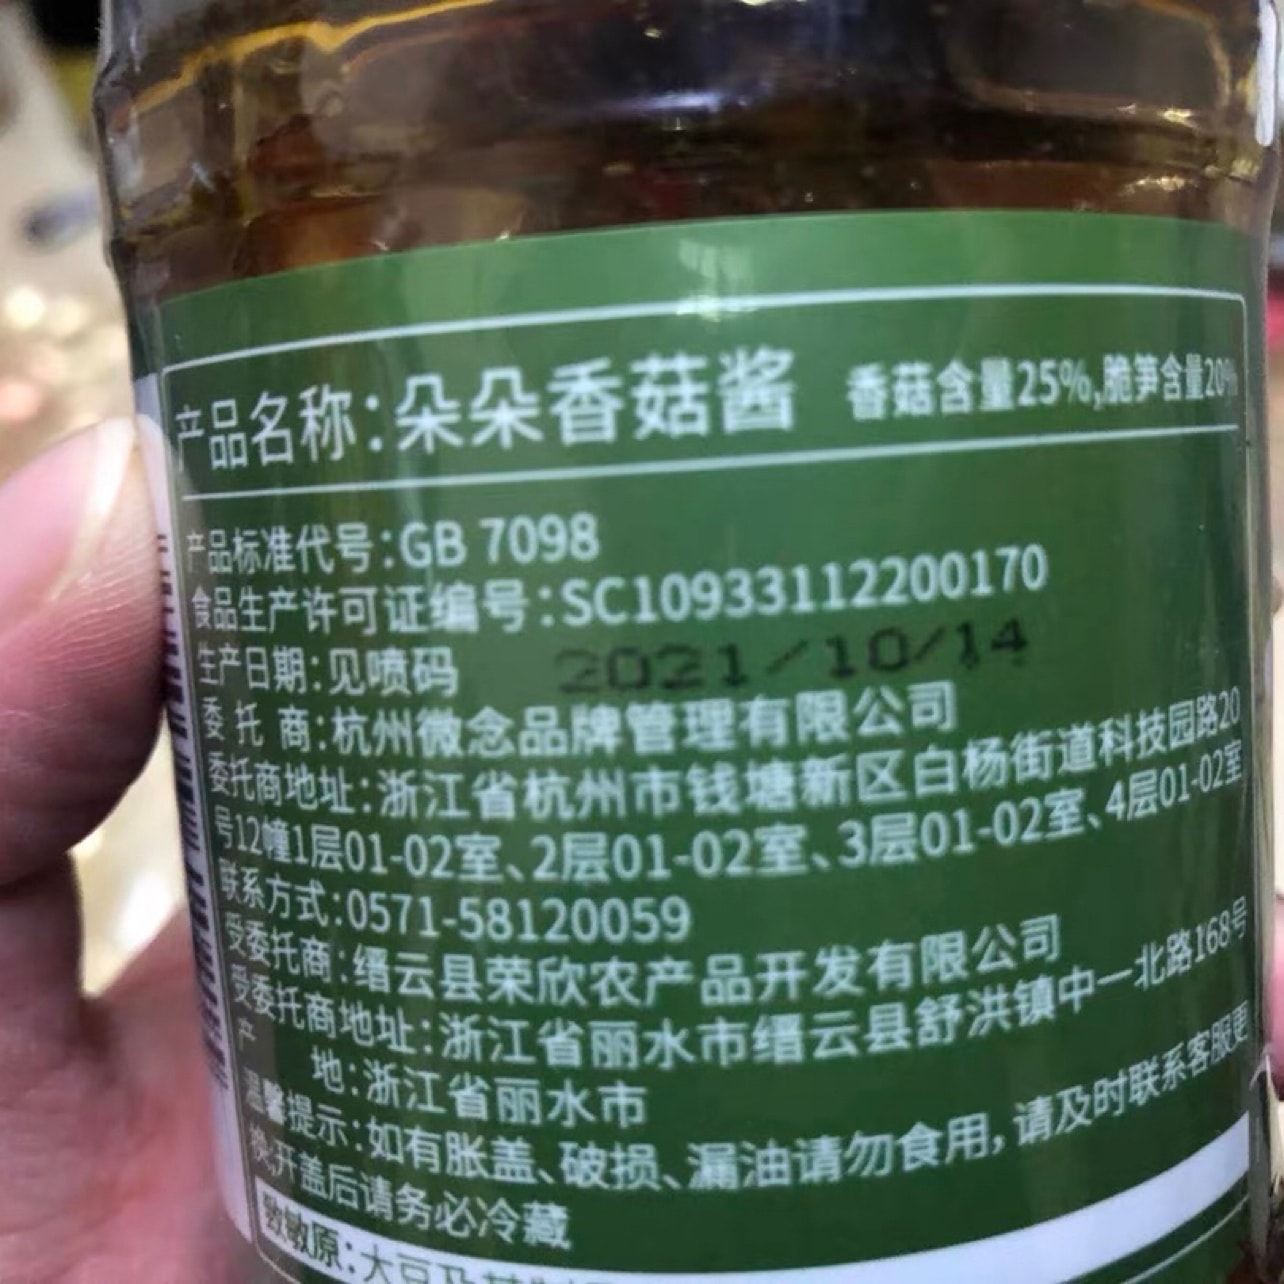 产品名称:朵朵香菇酱 香菇含量25%,脆笋含量20%
产品标准代号:GB 7098
食品生产许可证编号:SC10933112200170
生产日期:见喷码 2021/10/14
委托商:杭州微念品牌管理有限公司
委托商地址:浙江省杭州市钱塘新区白杨街道科技园路20
号12幢1层01-02室、2层01-02室、3层01-02室、4层01-02室
联系方式:0571-58120059
受委托商:缙云县荣欣农产品开发有限公司
受委托商地址:浙江省丽水市缙云县舒洪镇中一北路168号
产地:浙江省丽水市
温馨提示:如有胀盖、破损、漏油请勿食用,请及时联系客服更
换;开盖后请务必冷藏
致敏原:大豆及其制